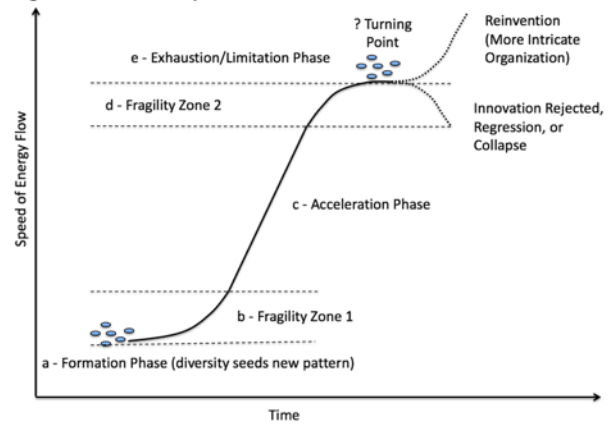 ? Turning
Point
Reinvention
(More Intricate
Organization)
e - Exhaustion/Limitation Phase
d - Fragility Zone 2
Innovation Rejected,
Regression, or
Collapse
c - Acceleration Phase
b - Fragility Zone 1
a - Formation Phase (diversity seeds new pattern)
Speed of Energy Flow
Time